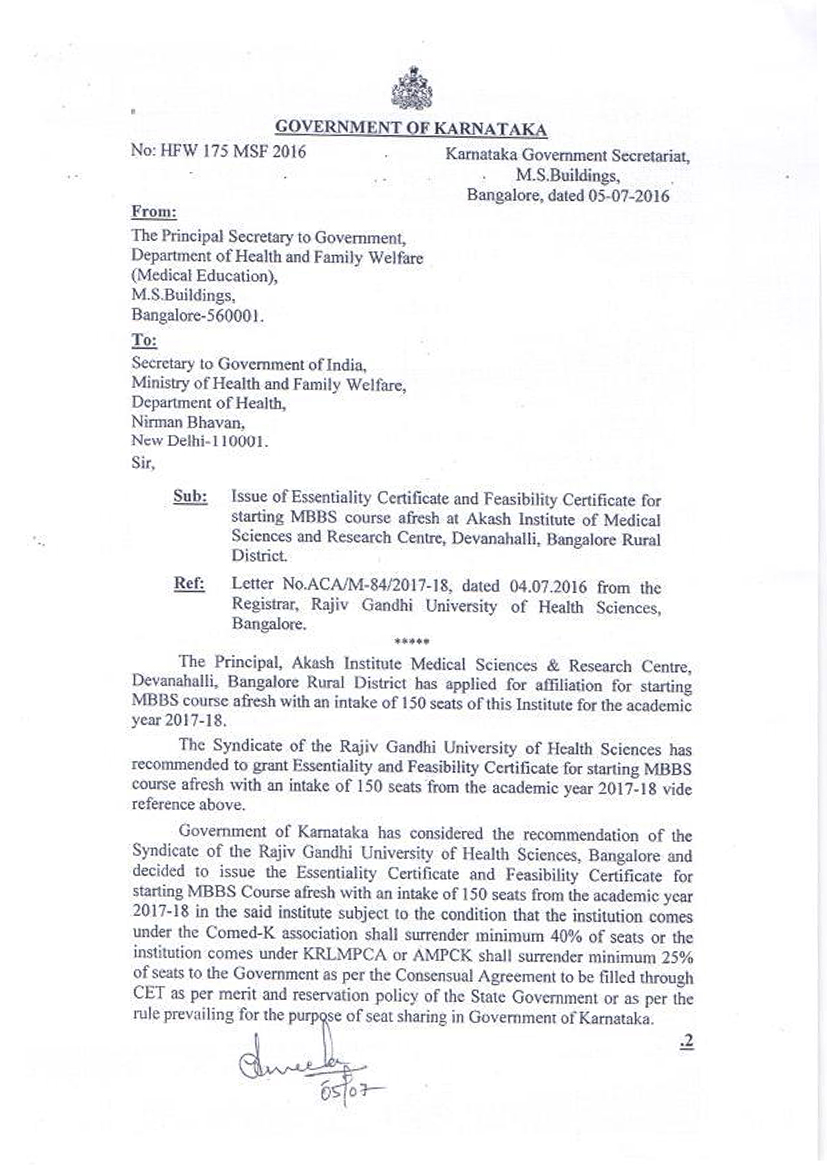 GOVERNMENT OF KARNATAKA
No: HFW 175 MSF 2016
Karnataka Government Secretariat,
M.S.Buildings,
Bangalore, dated 05-07-2016
From:
The Principal Secretary to Government,
Department of Health and Family Welfare
(Medical Education),
M.S.Buildings,
Bangalore-560001.
To:
Secretary to Government of India,
Ministry of Health and Family Welfare,
Department of Health,
Nirman Bhavan,
New Delhi-110001.
Sir,
Sub: Issue of Essentiality Certificate and Feasibility Certificate for
starting MBBS course afresh at Akash Institute of Medical
Sciences and Research Centre, Devanahalli, Bangalore Rural
District.
Ref: Letter No.ACA/M-84/2017-18, dated 04.07.2016 from the
Registrar, Rajiv Gandhi University of Health Sciences,
Bangalore.
*****
The Principal, Akash Institute Medical Sciences & Research Centre,
Devanahalli, Bangalore Rural District has applied for affiliation for starting
MBBS course afresh with an intake of 150 seats of this Institute for the academic
year 2017-18.
The Syndicate of the Rajiv Gandhi University of Health Sciences has
recommended to grant Essentiality and Feasibility Certificate for starting MBBS
course afresh with an intake of 150 seats from the academic year 2017-18 vide
reference above.
Government of Karnataka has considered the recommendation of the
Syndicate of the Rajiv Gandhi University of Health Sciences, Bangalore and
decided to issue the Essentiality Certificate and Feasibility Certificate for
starting MBBS Course afresh with an intake of 150 seats from the academic year
2017-18 in the said institute subject to the condition that the institution comes
under the Comed-K association shall surrender minimum 40% of seats or the
institution comes under KRLMPCA or AMPCK shall surrender minimum 25%
of seats to the Government as per the Consensual Agreement to be filled through
CET as per merit and reservation policy of the State Government or as per the
rule prevailing for the purpose of seat sharing in Government of Karnataka.
.2
05/07